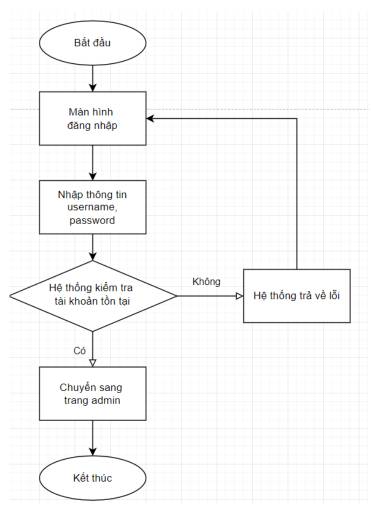 Bắt đầu
Màn hình
đăng nhập
Nhập thông tin
username,
password
Hệ thống kiểm tra
tài khoản tồn tại
Không
Hệ thống trả về lỗi
Có
Chuyển sang
trang admin
Kết thúc